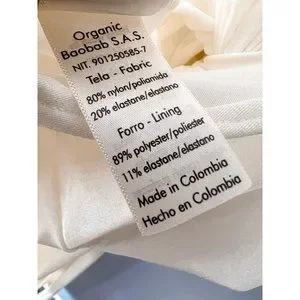 Organic
Baobab S.A.S.
NIT. 901250585-7
Tela - Fabric
80% nylon/poliamida
20% elastane/elastano
Forro - Lining
89% polyester/poliester
11% elastane/elastano
Made in Colombia
Hecho en Colombia